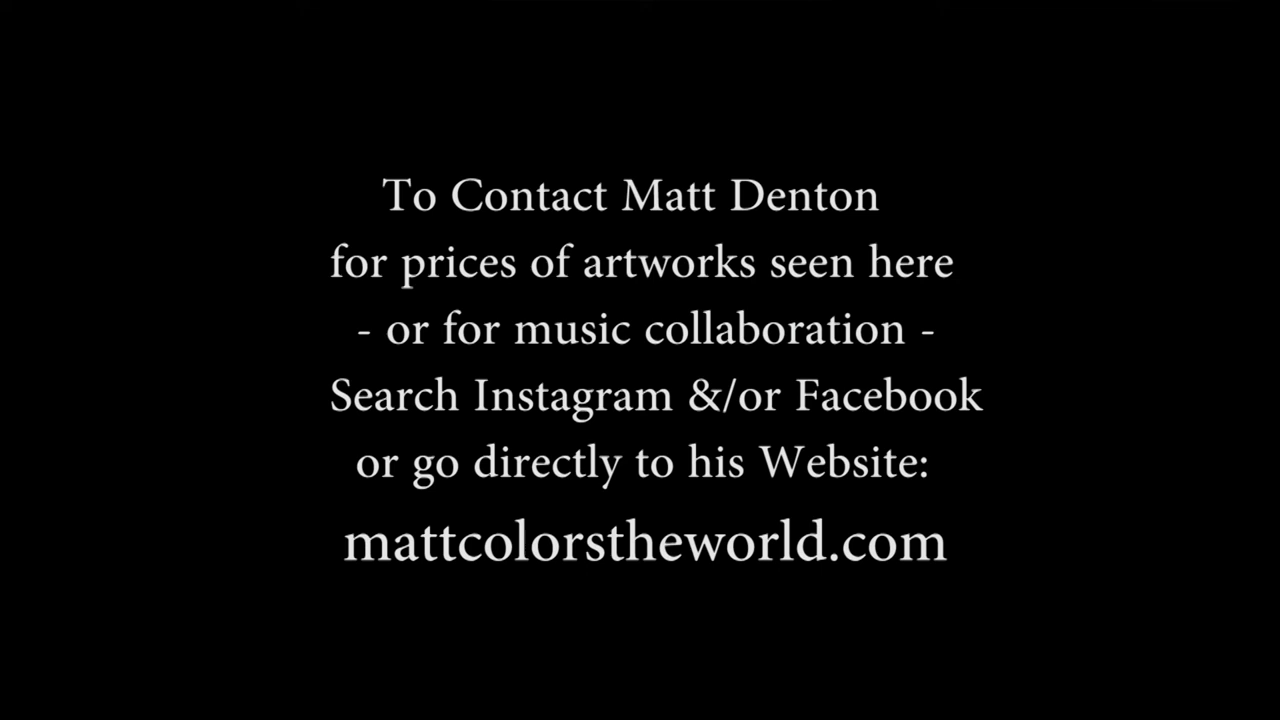 To Contact Matt Denton
for prices of artworks seen here
- or for music collaboration -
Search Instagram &/or Facebook
or go directly to his Website:
mattcolorstheworld.com